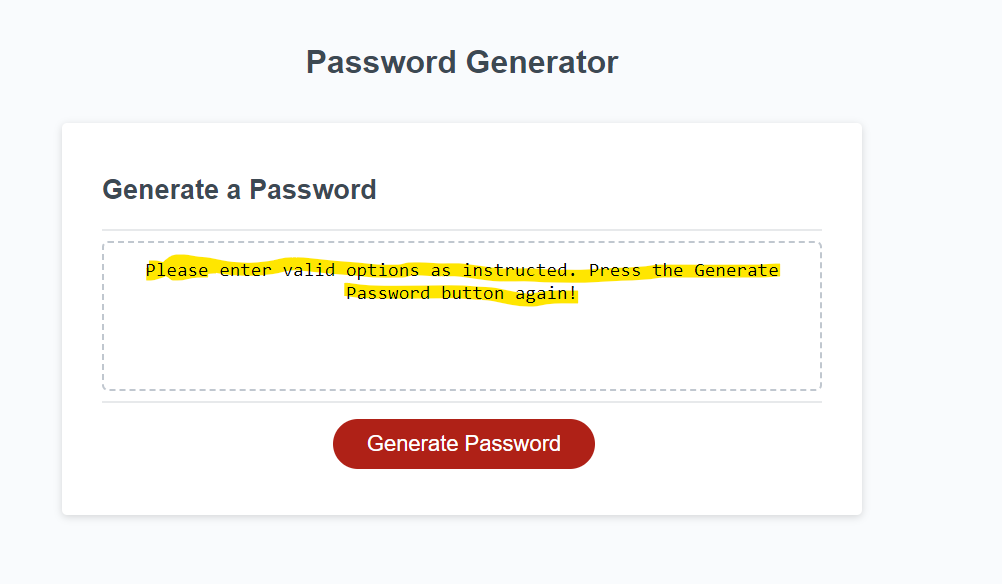 Password Generator
Generate a Password
Please enter valid options as instructed. Press the Generate
Password button again!
Generate Password